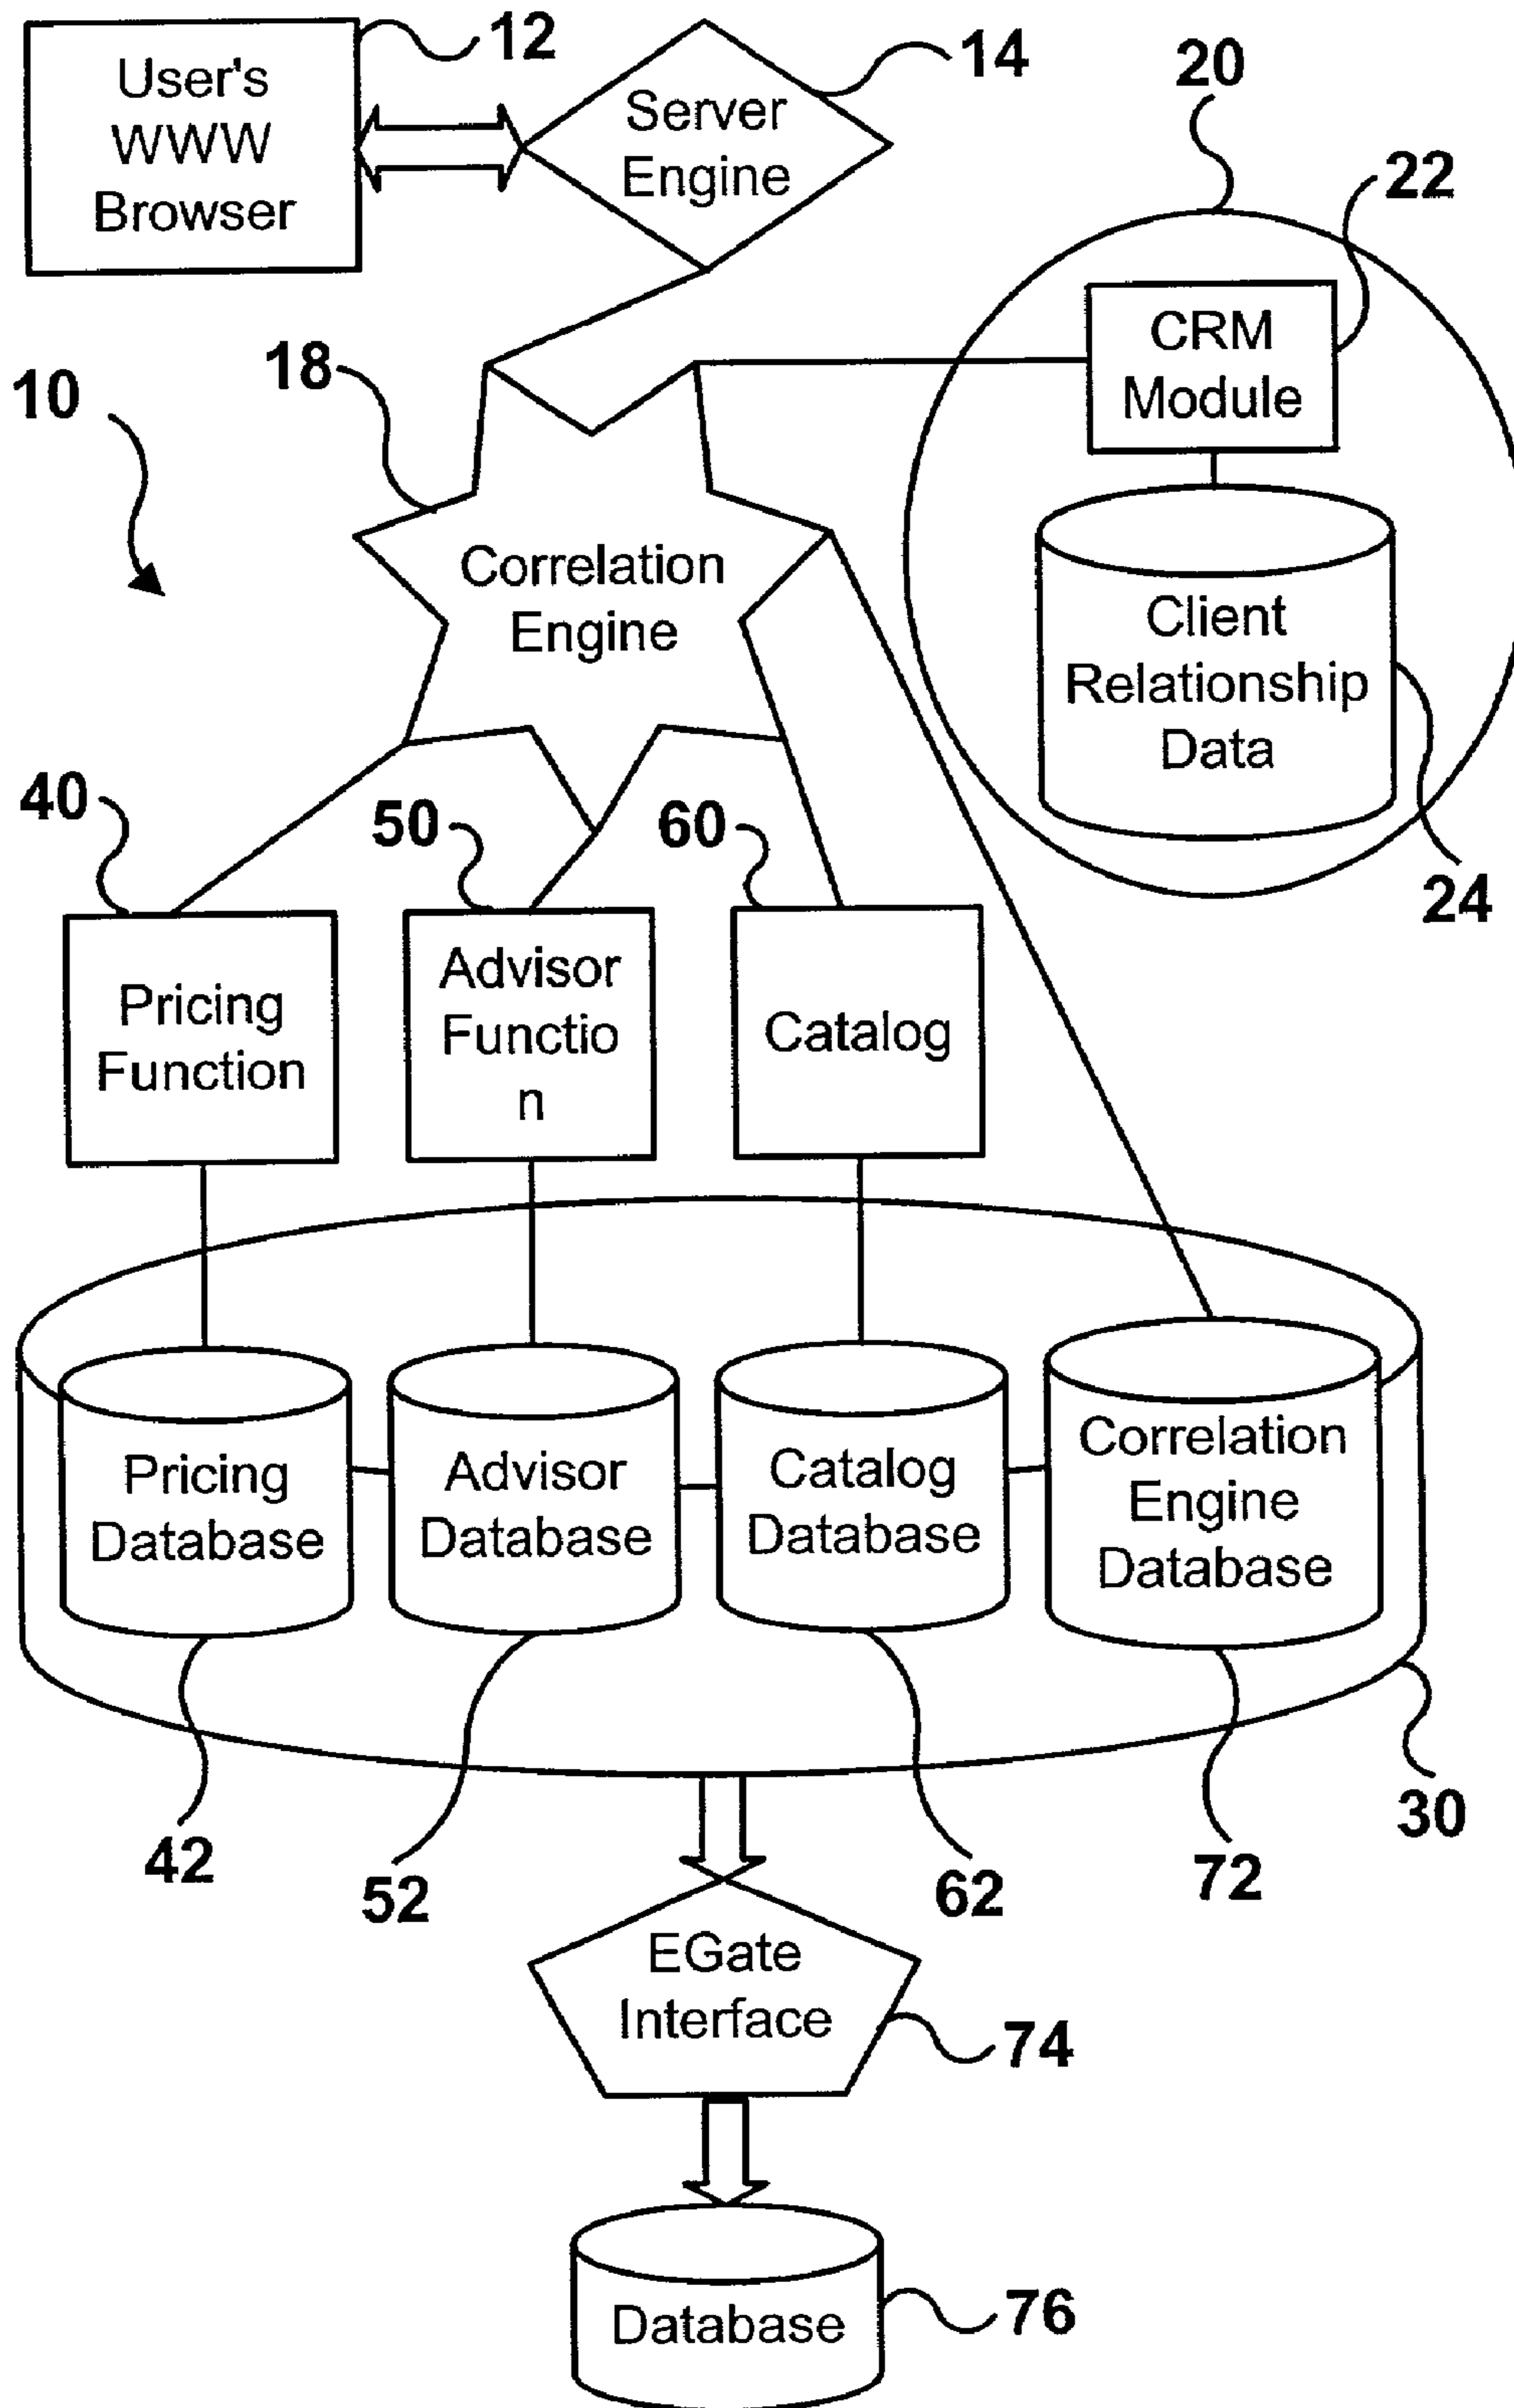 12
14
20
22
User's
WWW
Browser
Server
Engine
CRM
Module
18
10
Correlation
Engine
Client
Relationship
Data
24
40
50
60
Pricing
Function
Advisor
Functio
n
Catalog
Pricing
Database
Advisor
Database
Catalog
Database
Correlation
Engine
Database
42
52
62
72
30
EGate
Interface
74
Database
76